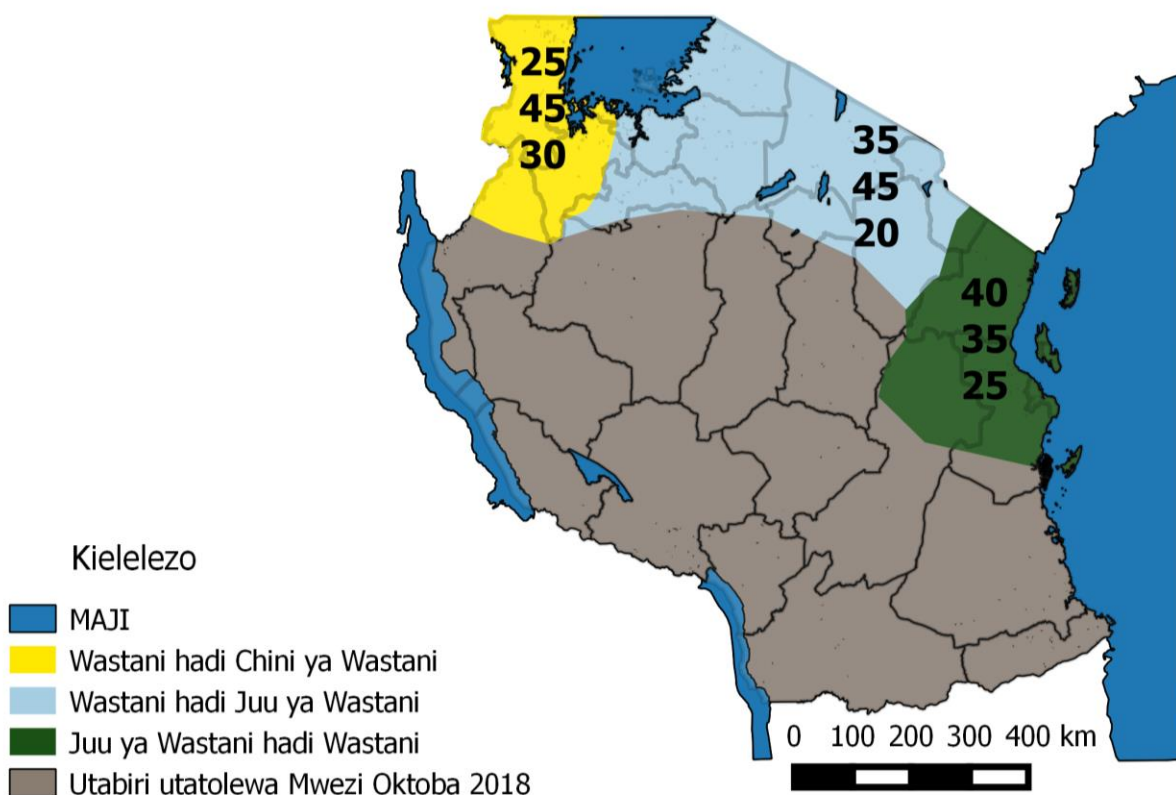 25
45
30
35
45
20
40
35
25
Kielelezo
MAJI
Wastani hadi Chini ya Wastani
Wastani hadi Juu ya Wastani
Juu ya Wastani hadi Wastani
Utabiri utatolewa Mwezi Oktoba 2018
0 100 200 300 400 km